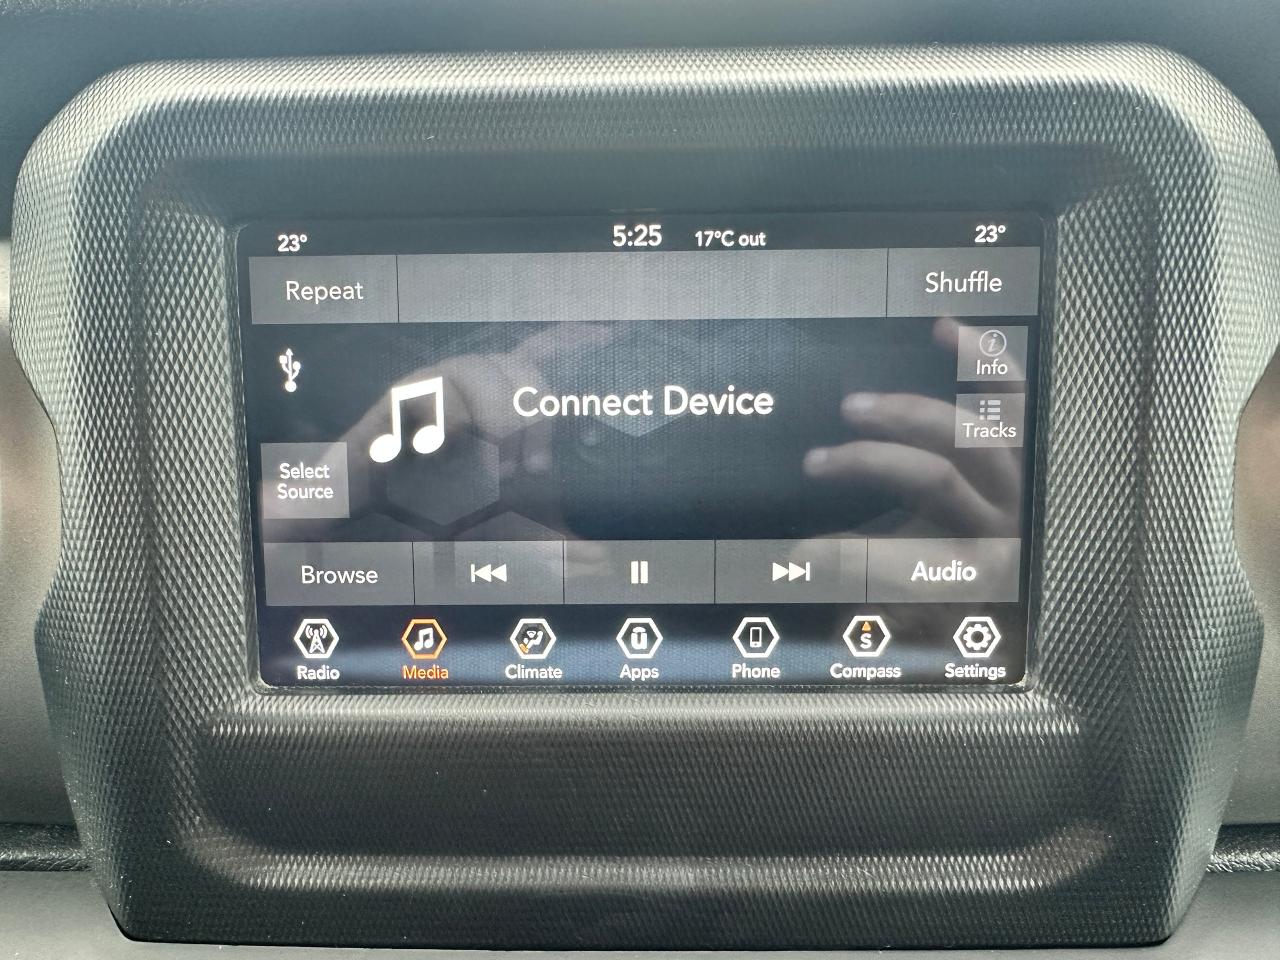 23°
5:25
17°C out
23°
Repeat
Shuffle
Info
Connect Device
Tracks
Select
Source
Browse
Audio
Radio
Media
Climate
Apps
Phone
S
Compass
Settings